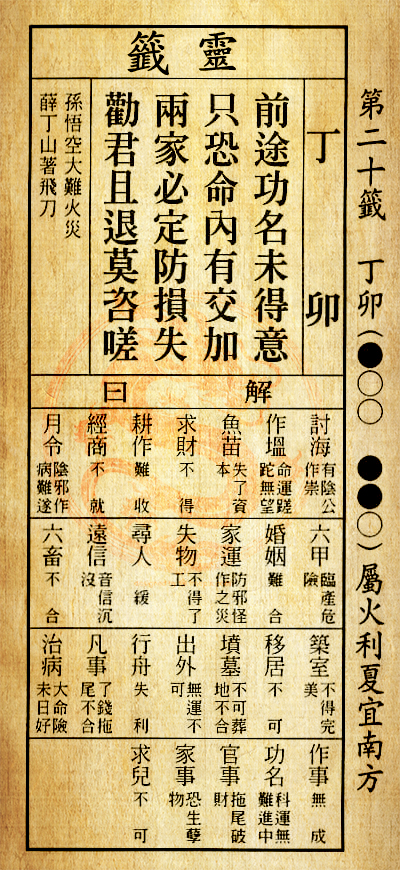 第二十籤 丁卯(●○○ ●●○)屬火利夏宜南方
靈籤
丁卯
前途功名未得意
只恐命內有交加
兩家必定防損失
勸君且退莫咨嗟
孫悟空大難火災
薛丁山著飛刀
解曰
討海 有陰公作祟
作塭 命運蹉跎無望
魚苗 失了資本
求財 不得
耕作 難收
經商 不就
月令 陰邪作病難遂
六甲 臨產危險
婚姻 難合
家運 防邪怪作之災
失物 不得了工
尋人 緩
遠信 音信沉沒
六畜 不合
築室 不得完美
移居 不可
墳墓 不可葬地不合
出外 無運不可
行舟 失利
凡事 了錢拖尾不合
治病 大命險未日好
作事 無成
功名 科運無難進中
官事 拖尾破財
家事 恐生孽物
求兒 不可